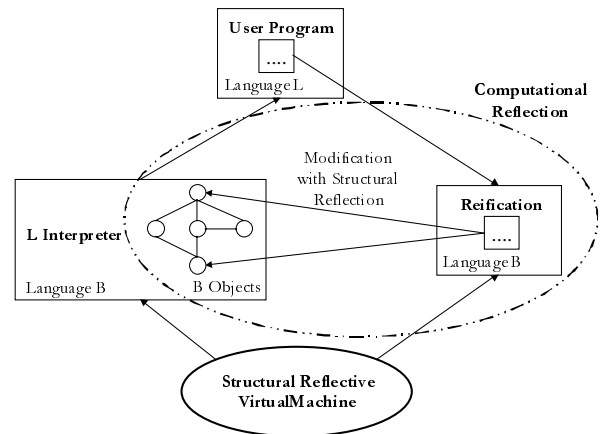 User Program
....
Language L
Computational
Reflection
Modification
with Structural
Reflection
L Interpreter
Language B
B Objects
Reification
....
Language B
Structural Reflective
VirtualMachine